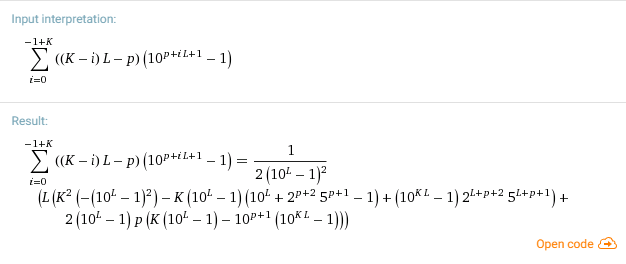 Input interpretation:
−1+K
∑ ((K − i) L − p) (10^(p+i L+1) − 1)
i=0
Result:
−1+K
∑ ((K − i) L − p) (10^(p+i L+1) − 1) = 1/(2 (10^L − 1)^2)
i=0
(L (K^2 (−(10^L − 1)^2) − K (10^L − 1) (10^L + 2^(p+2) 5^(p+1) − 1) + (10^(K L) − 1) 2^(L+p+2) 5^(L+p+1)) +
2 (10^L − 1) p (K (10^L − 1) − 10^(p+1) (10^(K L) − 1)))
Open code